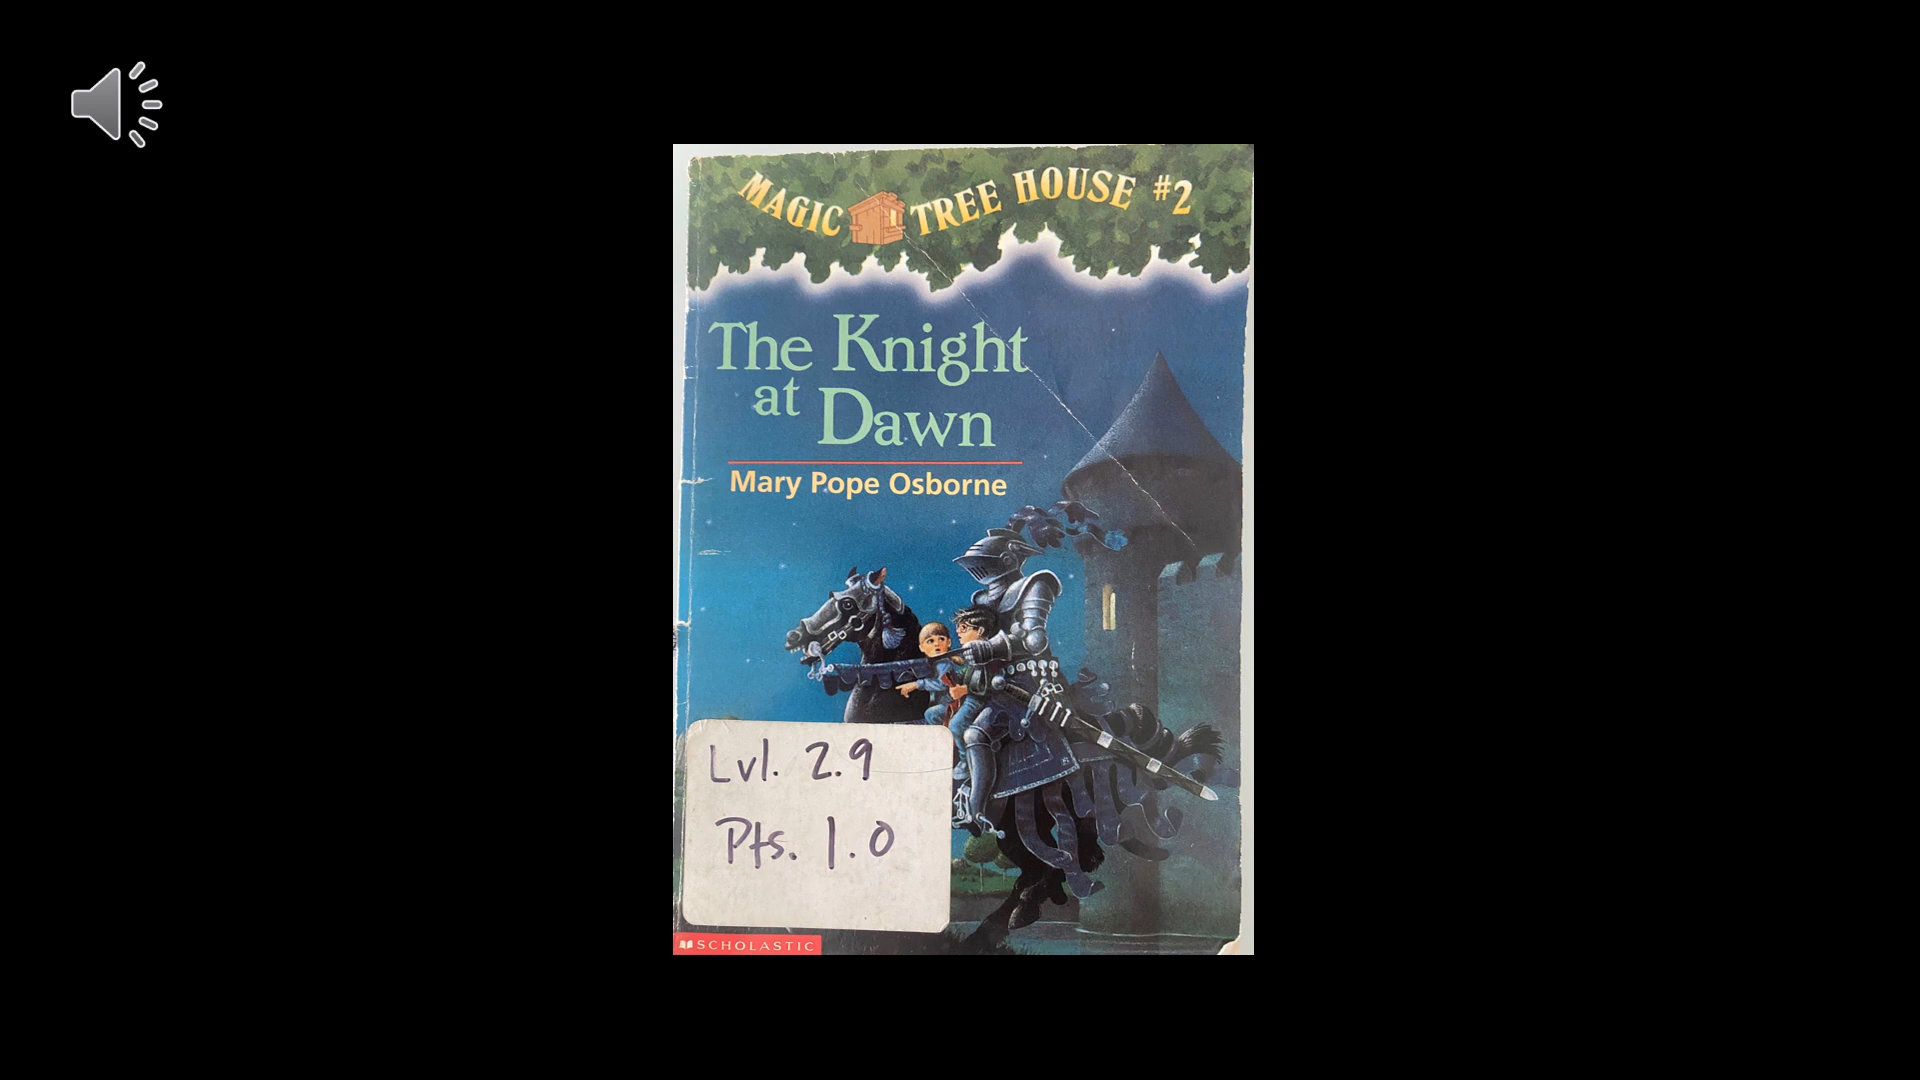 MAGIC TREE HOUSE #2
The Knight
at Dawn
Mary Pope Osborne
Lvl. 2.9
Pts. 1.0
SCHOLASTIC